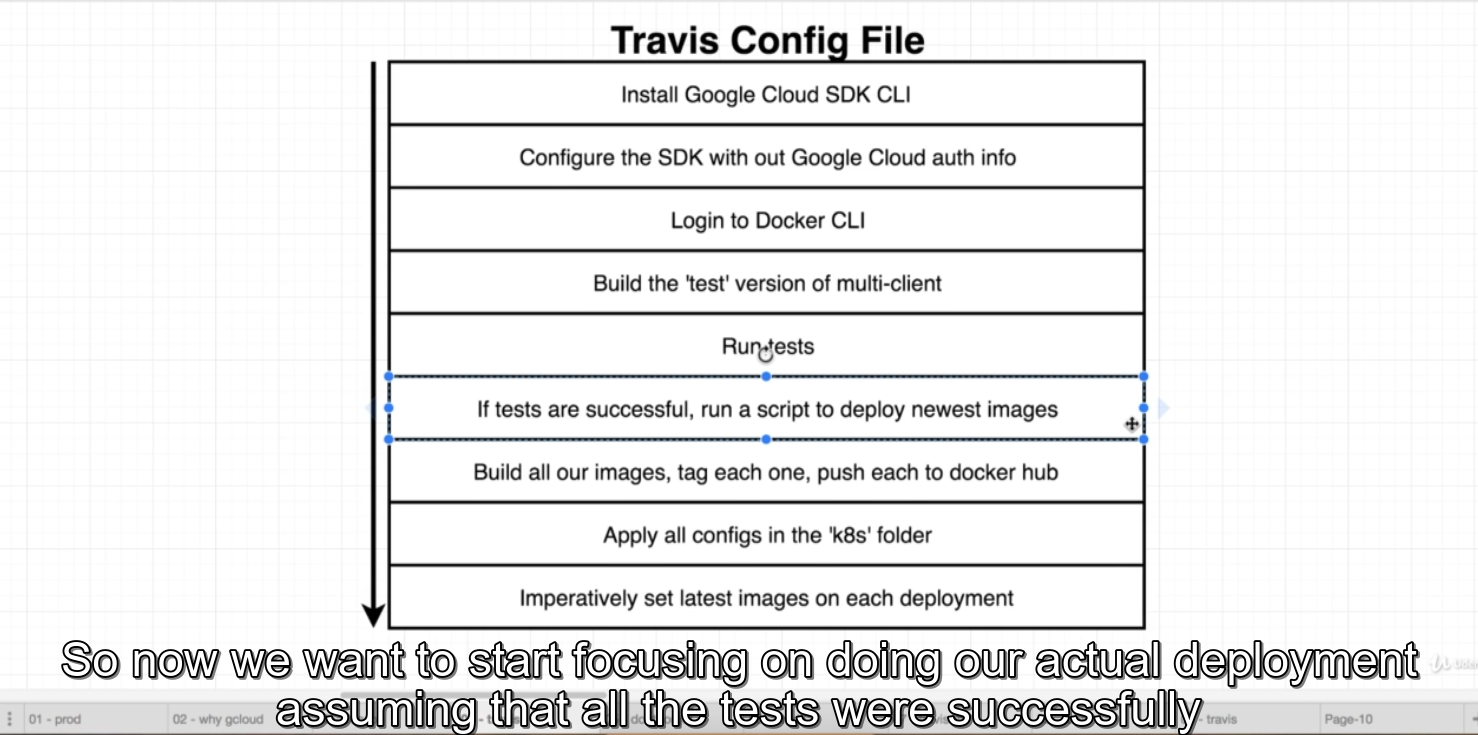 Travis Config File
Install Google Cloud SDK CLI
Configure the SDK with out Google Cloud auth info
Login to Docker CLI
Build the 'test' version of multi-client
Run tests
If tests are successful, run a script to deploy newest images
Build all our images, tag each one, push each to docker hub
Apply all configs in the 'k8s' folder
Imperatively set latest images on each deployment
So now we want to start focusing on doing our actual deployment
assuming that all the tests were successfully
01 - prod
02 - why gcloud
- travis
Page-10